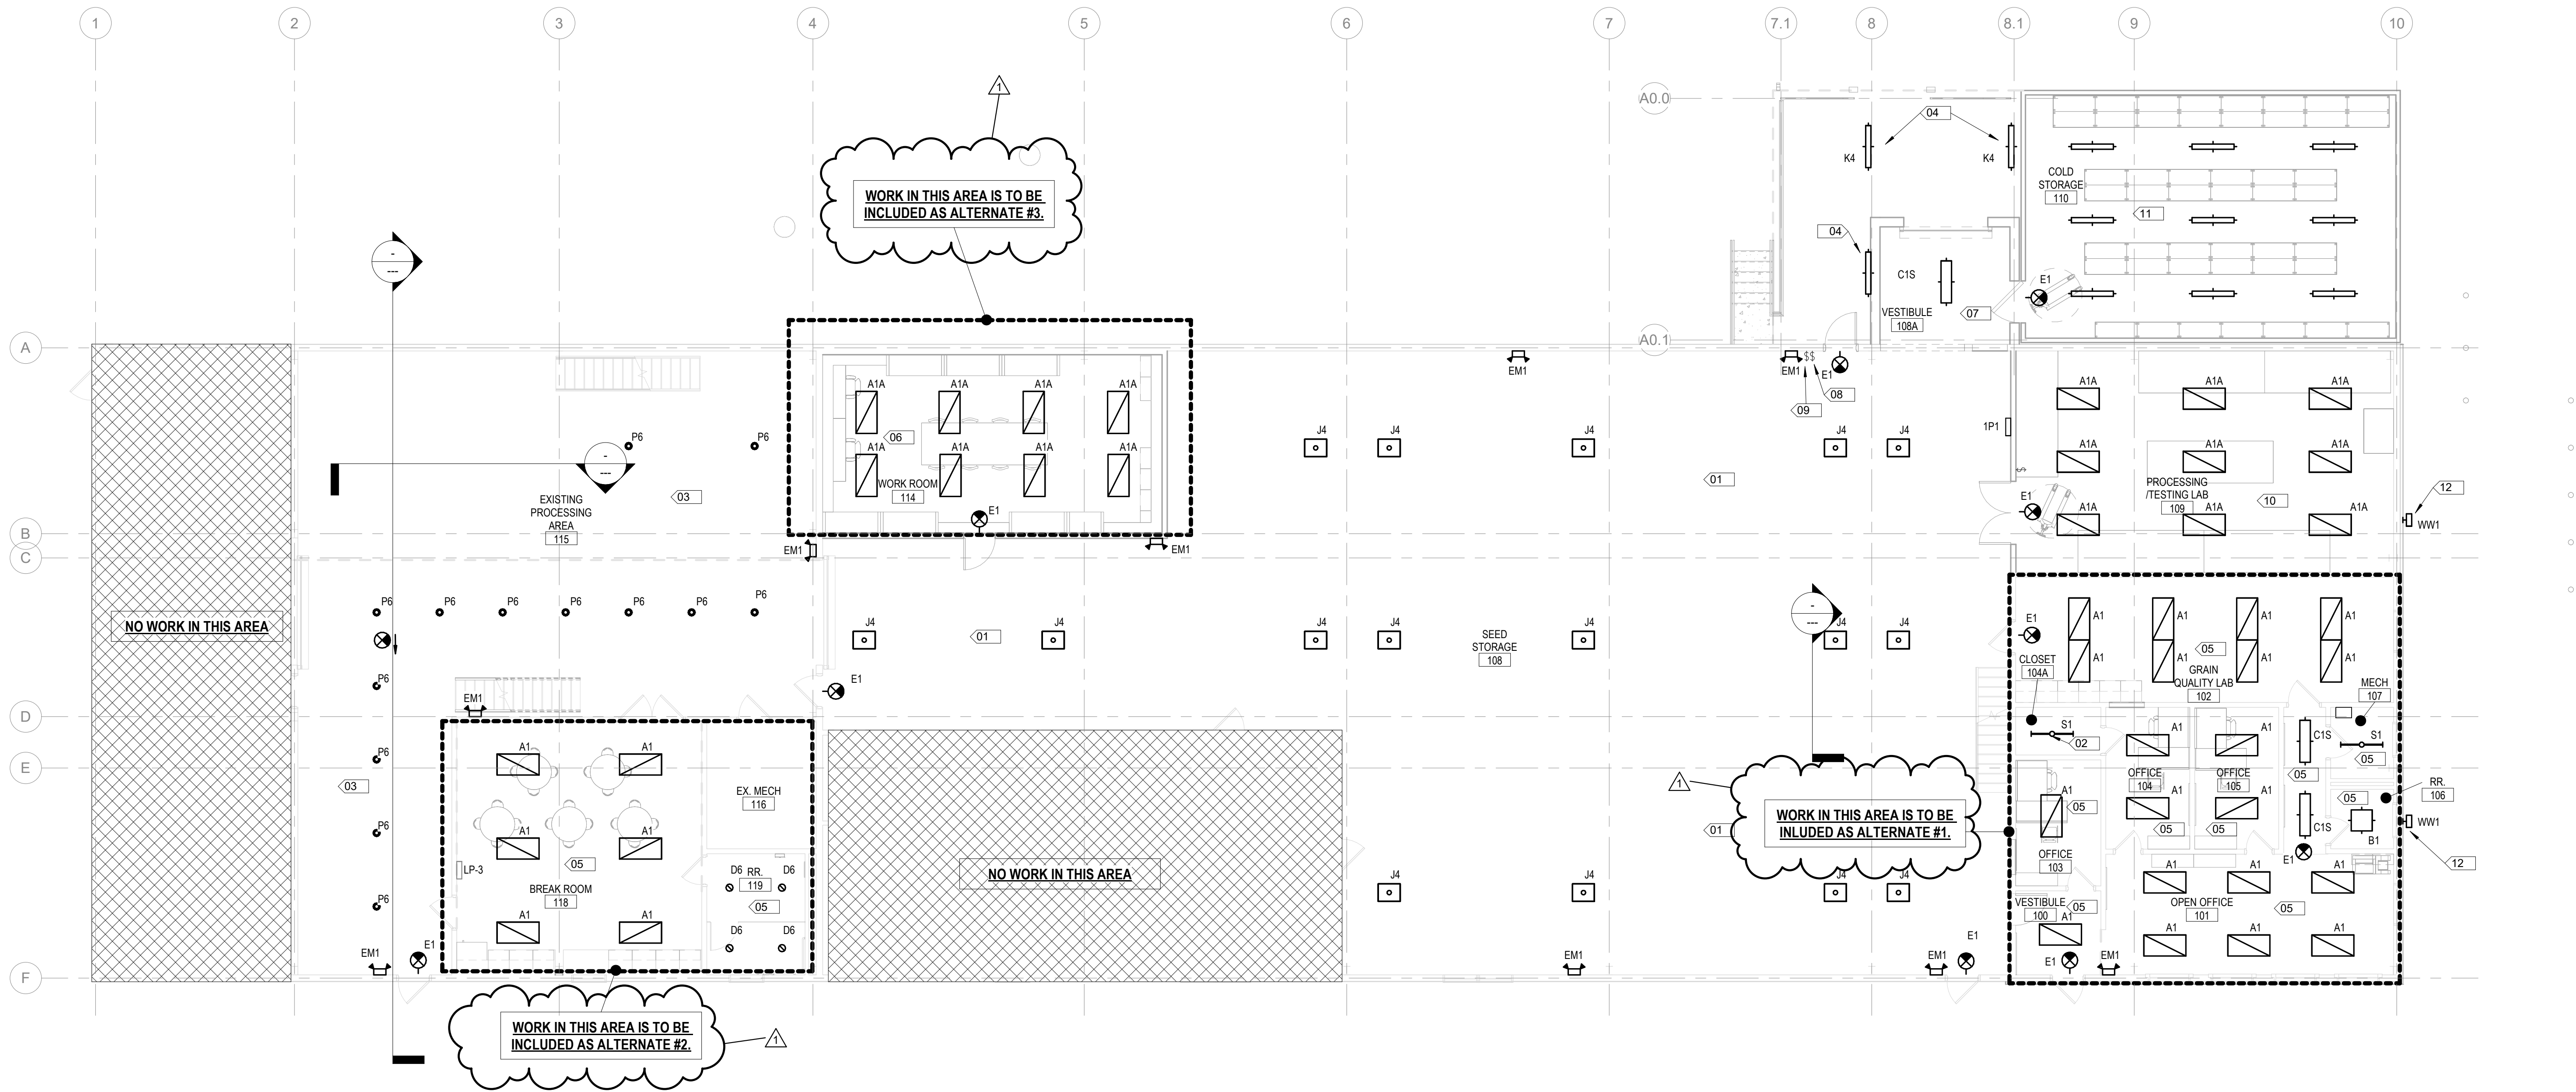 1
2
3
4
5
6
7
7.1
8
8.1
9
10
A0.0
A0.1
A
B
C
D
E
F
1
WORK IN THIS AREA IS TO BE
INCLUDED AS ALTERNATE #3.
04
K4
K4
04
C1S
VESTIBULE
108A
07
COLD
STORAGE
110
11
E1
-
---
-
---
P6
P6
EXISTING
PROCESSING
AREA
115
03
A1A
A1A
A1A
A1A
A1A
A1A
A1A
A1A
06
WORK ROOM
114
E1
EM1
EM1
EM1
EM1
$$
E1
09
08
J4
J4
J4
J4
J4
01
1P1
$
E1
A1A
A1A
A1A
A1A
A1A
A1A
PROCESSING
/TESTING LAB
109
10
A1A
A1A
A1A
12
WW1
NO WORK IN THIS AREA
P6
P6
P6
P6
P6
P6
P6
P6
P6
P6
P6
03
J4
J4
01
J4
J4
J4
SEED
STORAGE
108
-
---
J4
J4
E1
EM1
A1
A1
A1
A1
A1
A1
LP-3
05
BREAK ROOM
118
EX. MECH
116
D6
RR.
119
D6
05
D6
D6
EM1
E1
WORK IN THIS AREA IS TO BE
INCLUDED AS ALTERNATE #2.
1
NO WORK IN THIS AREA
J4
J4
J4
J4
EM1
EM1
E1
1
01
WORK IN THIS AREA IS TO BE
INLUDED AS ALTERNATE #1.
E1
A1
A1
A1
A1
A1
A1
A1
A1
05
GRAIN
QUALITY LAB
102
CLOSET
104A
S1
02
MECH
107
S1
05
A1
A1
C1S
05
OFFICE
104
OFFICE
105
A1
A1
05
05
A1
05
OFFICE
103
C1S
E1
RR.
106
05
B1
WW1
12
VESTIBULE
100
05
A1
E1
EM1
A1
A1
A1
OPEN OFFICE
101
05
A1
A1
A1